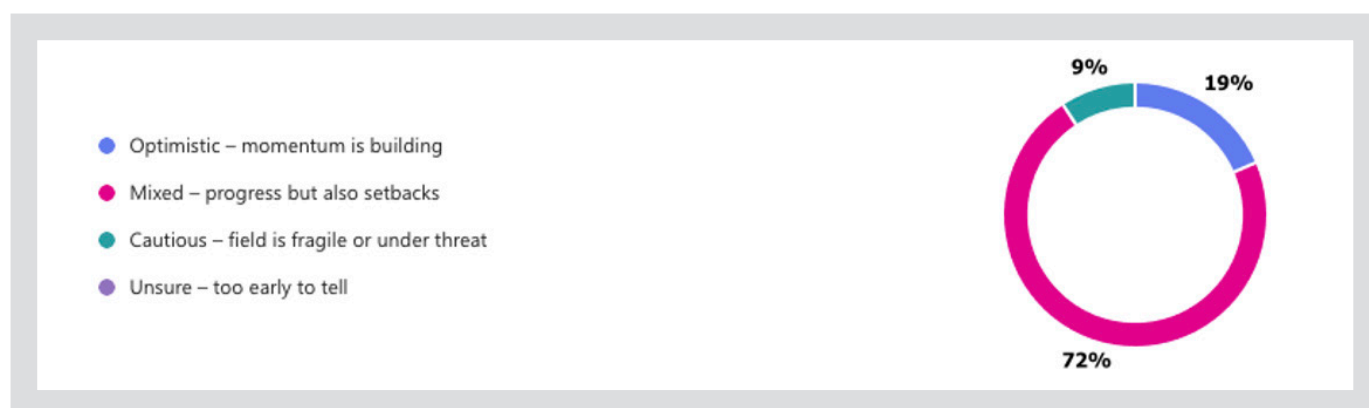 Optimistic – momentum is building
Mixed – progress but also setbacks
Cautious – field is fragile or under threat
Unsure – too early to tell
9%
19%
72%